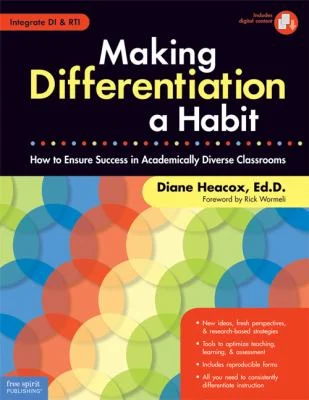 Integrate DI & RTI
Includes
digital content
Making
Differentiation
a Habit
How to Ensure Success in Academically Diverse Classrooms
Diane Heacox, Ed.D.
Foreword by Rick Wormeli
• New ideas, fresh perspectives,
& research-based strategies
• Tools to optimize teaching,
learning, & assessment
• Includes reproducible forms
• All you need to consistently
differentiate instruction
free spirit
PUBLISHING®